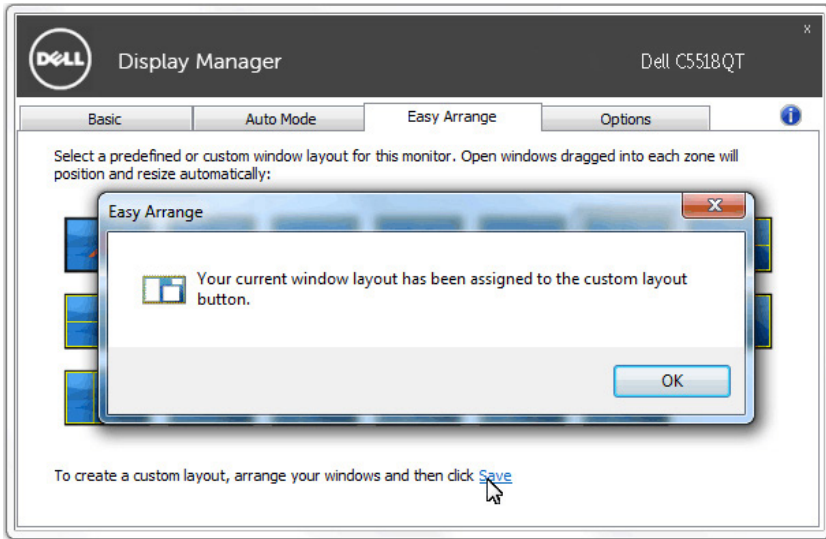 DELL
Display Manager
Dell C5518QT
x
Basic
Auto Mode
Easy Arrange
Options
i
Select a predefined or custom window layout for this monitor. Open windows dragged into each zone will
position and resize automatically:
Easy Arrange
x
Your current window layout has been assigned to the custom layout
button.
OK
To create a custom layout, arrange your windows and then click Save